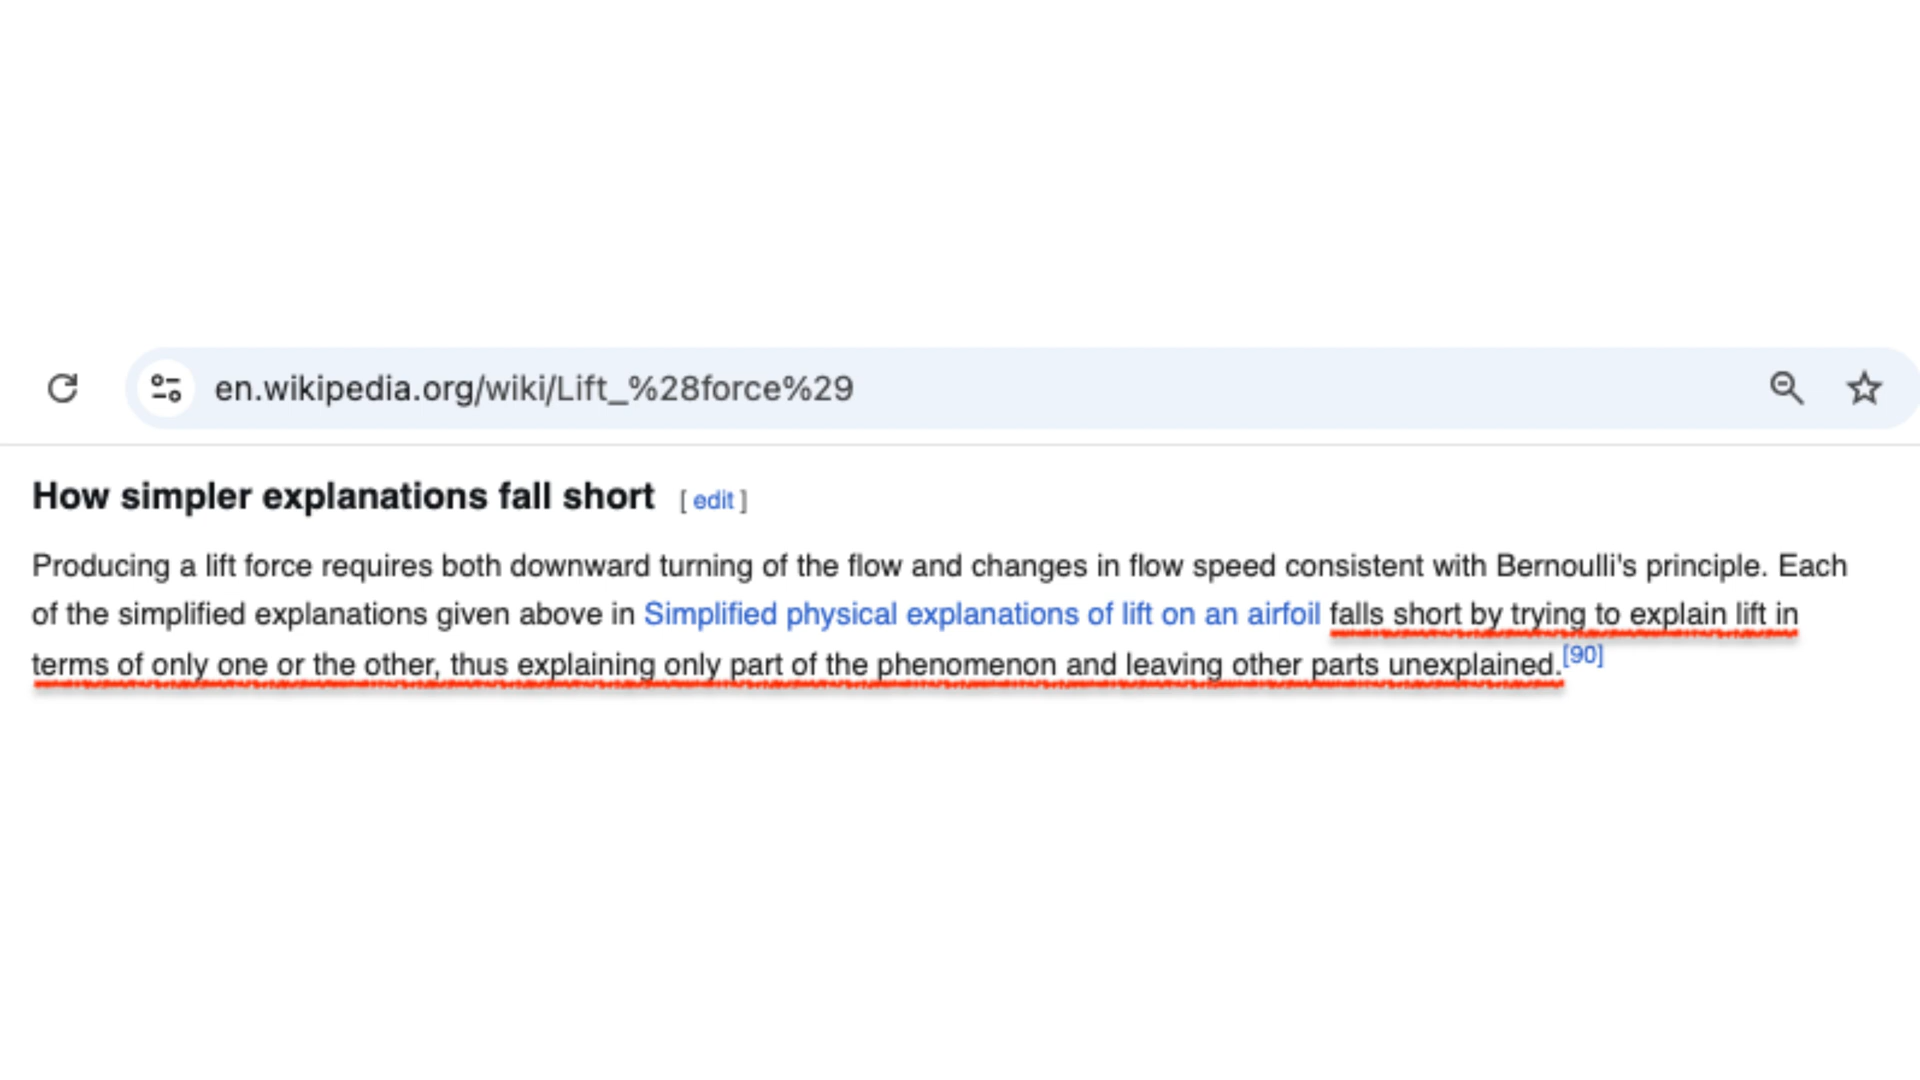 en.wikipedia.org/wiki/Lift_%28force%29
How simpler explanations fall short [ edit ]
Producing a lift force requires both downward turning of the flow and changes in flow speed consistent with Bernoulli's principle. Each
of the simplified explanations given above in Simplified physical explanations of lift on an airfoil falls short by trying to explain lift in
terms of only one or the other, thus explaining only part of the phenomenon and leaving other parts unexplained.[90]